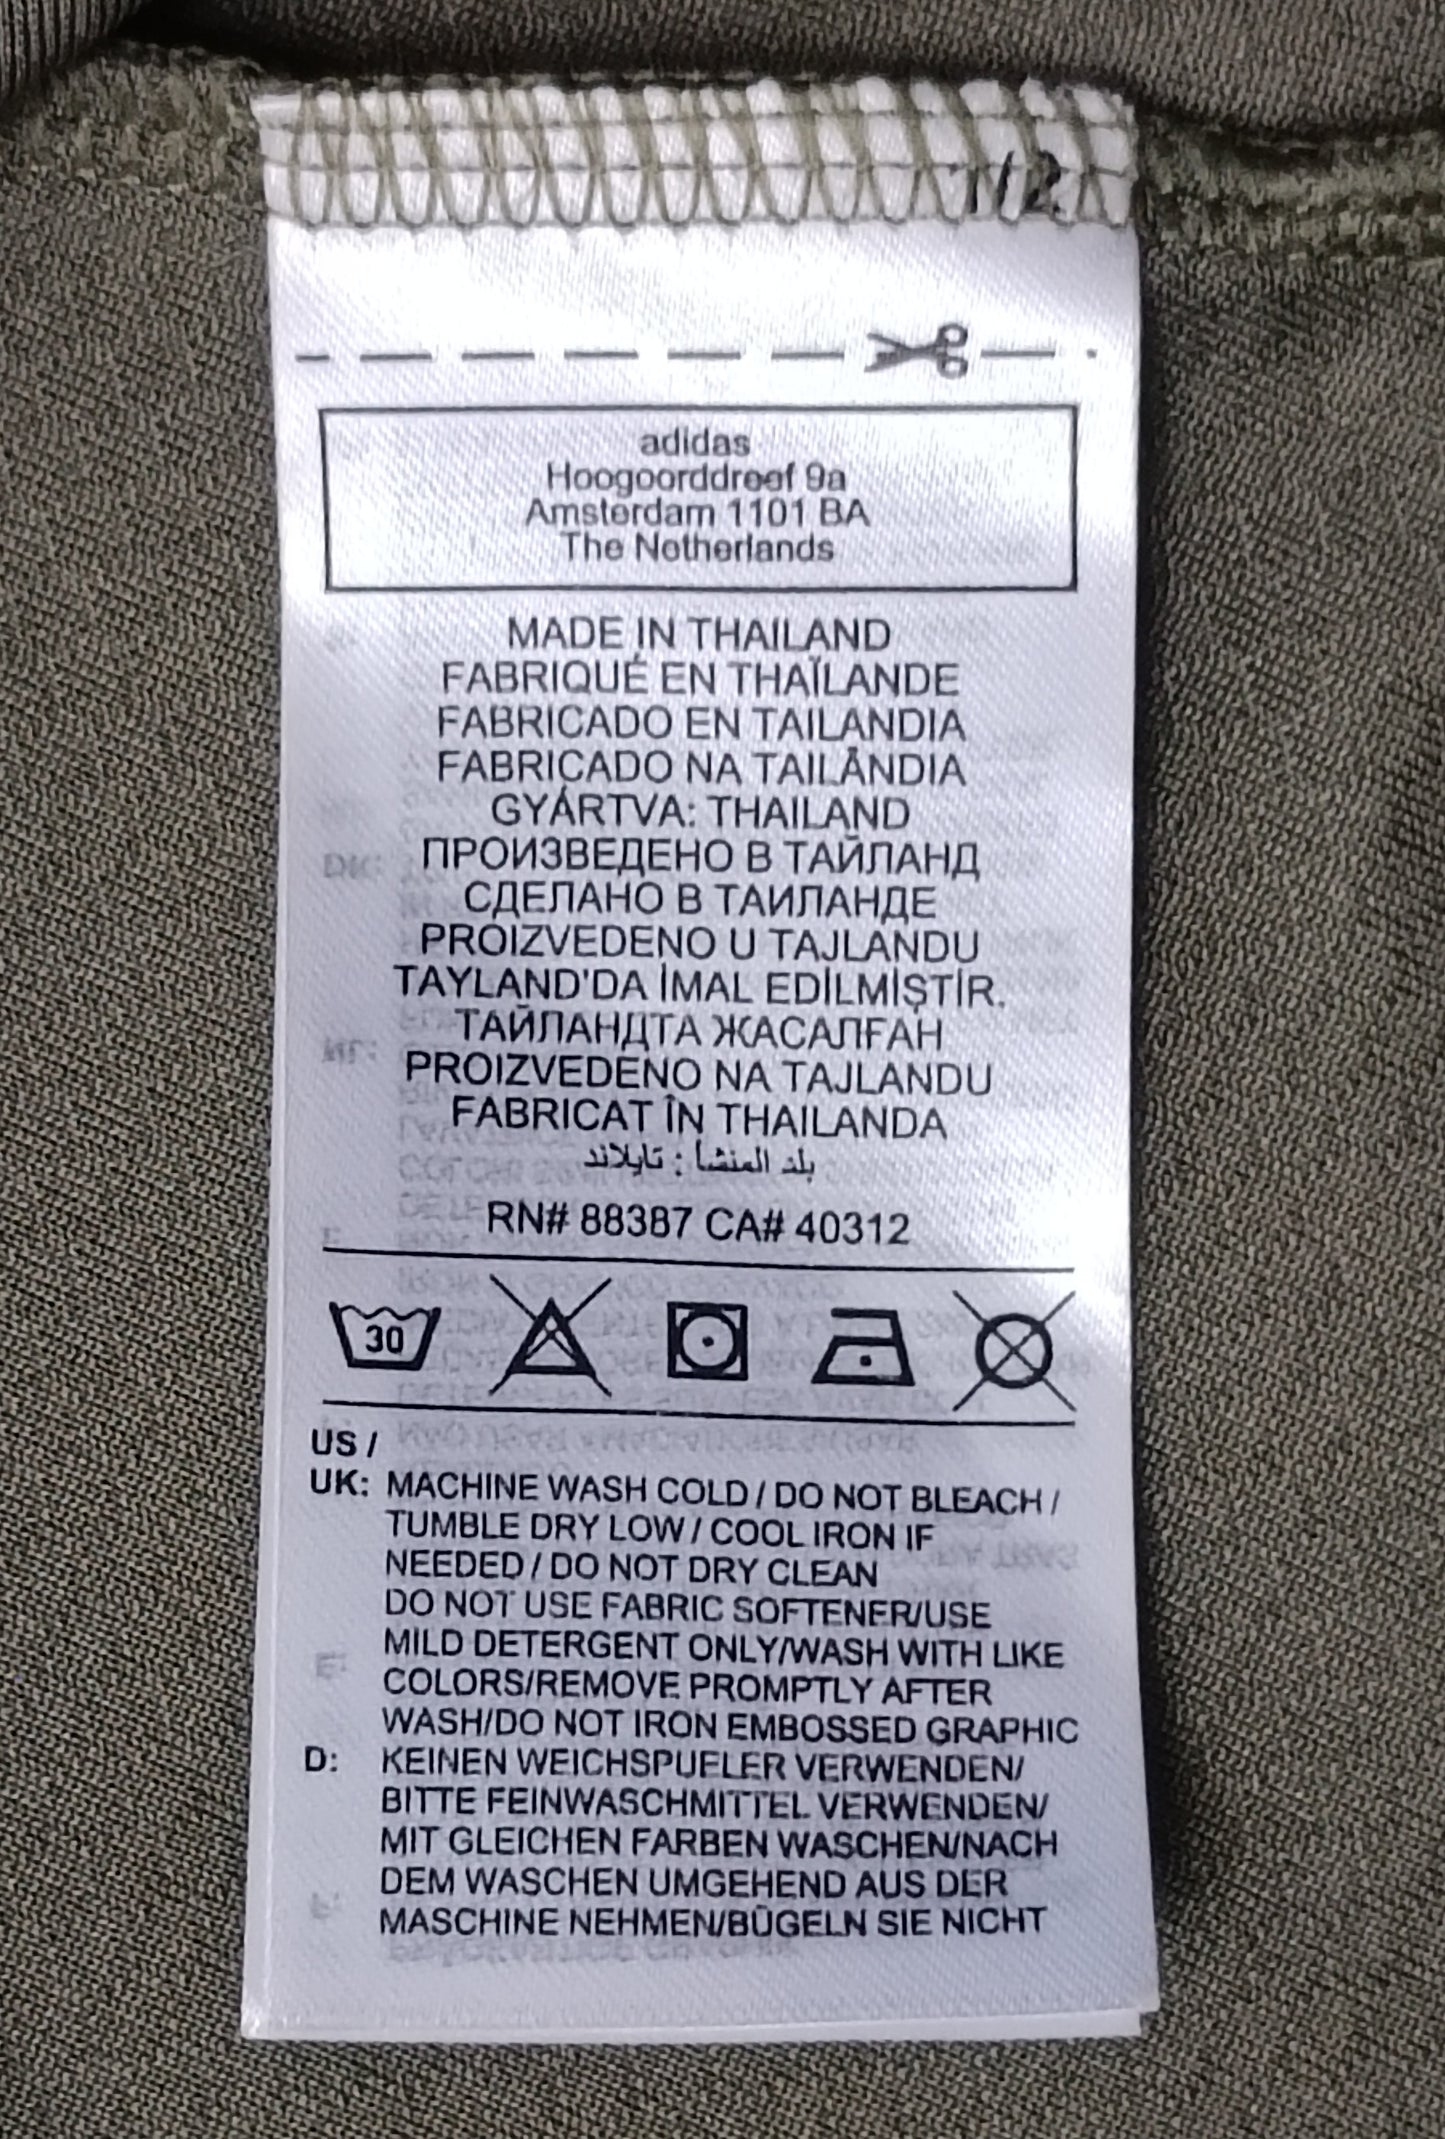 1/2
adidas
Hoogoorddreef 9a
Amsterdam 1101 BA
The Netherlands
MADE IN THAILAND
FABRIQUÉ EN THAÏLANDE
FABRICADO EN TAILANDIA
FABRICADO NA TAILÂNDIA
GYÁRTVA: THAILAND
ПРОИЗВЕДЕНО В ТАЙЛАНД
СДЕЛАНО В ТАИЛАНДЕ
PROIZVEDENO U TAJLANDU
TAYLAND'DA İMAL EDİLMİŞTİR.
ТАЙЛАНДТА ЖАСАЛҒАН
PROIZVEDENO NA TAJLANDU
FABRICAT ÎN THAILANDA
بلد المنشأ : تايلاند
RN# 88387 CA# 40312
30
US /
UK: MACHINE WASH COLD / DO NOT BLEACH /
TUMBLE DRY LOW / COOL IRON IF
NEEDED / DO NOT DRY CLEAN
DO NOT USE FABRIC SOFTENER/USE
MILD DETERGENT ONLY/WASH WITH LIKE
COLORS/REMOVE PROMPTLY AFTER
WASH/DO NOT IRON EMBOSSED GRAPHIC
D: KEINEN WEICHSPUELER VERWENDEN/
BITTE FEINWASCHMITTEL VERWENDEN/
MIT GLEICHEN FARBEN WASCHEN/NACH
DEM WASCHEN UMGEHEND AUS DER
MASCHINE NEHMEN/BÜGELN SIE NICHT